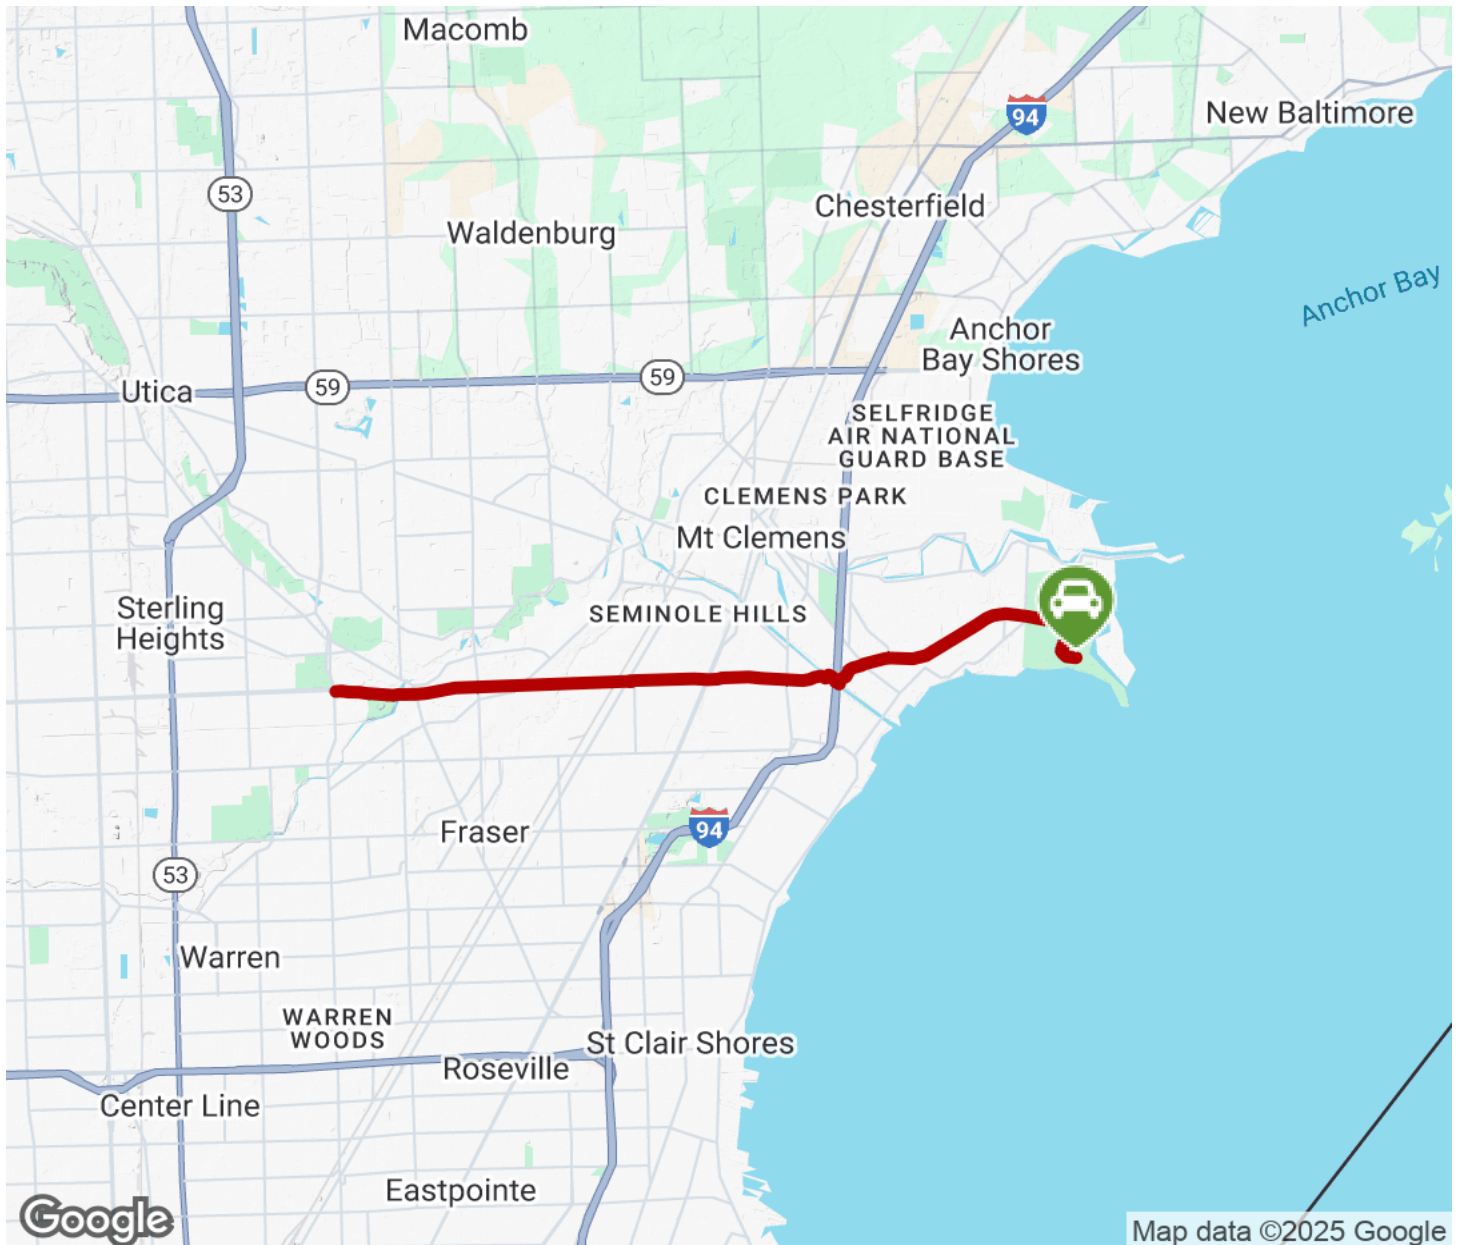 Macomb
94
New Baltimore
53
Chesterfield
Waldenburg
Anchor Bay
Anchor
Bay Shores
59
59
Utica
SELFRIDGE
AIR NATIONAL
GUARD BASE
CLEMENS PARK
Mt Clemens
Sterling
Heights
SEMINOLE HILLS
94
Fraser
53
Warren
WARREN
WOODS
St Clair Shores
Roseville
Center Line
Eastpointe
Google
Map data ©2025 Google